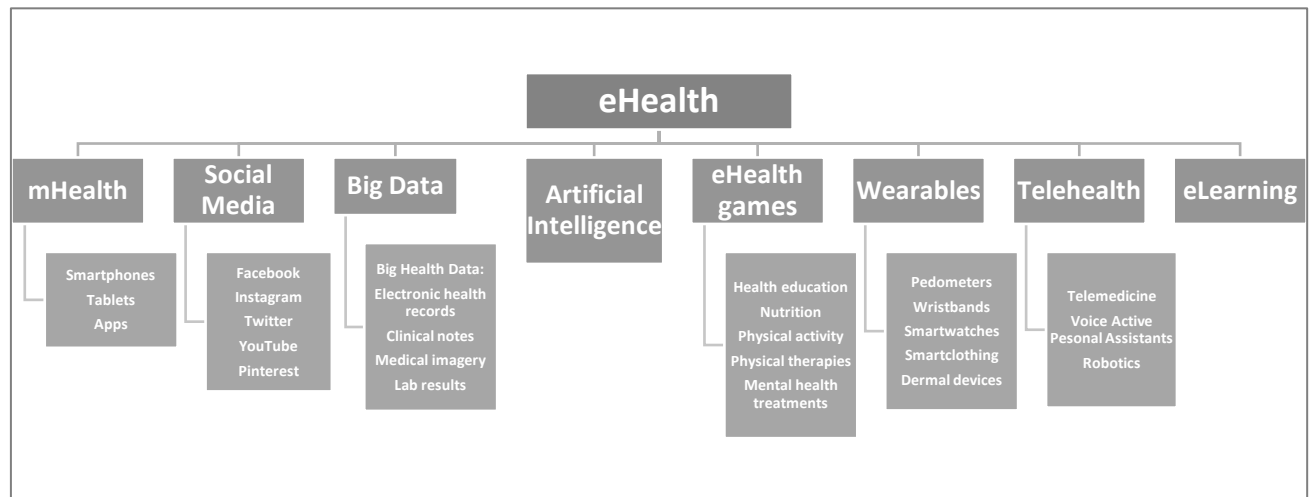 eHealth
mHealth
Smartphones
Tablets
Apps
Social
Media
Facebook
Instagram
Twitter
YouTube
Pinterest
Big Data
Big Health Data:
Electronic health
records
Clinical notes
Medical imagery
Lab results
Artificial
Intelligence
eHealth
games
Health education
Nutrition
Physical activity
Physical therapies
Mental health
treatments
Wearables
Pedometers
Wristbands
Smartwatches
Smartclothing
Dermal devices
Telehealth
Telemedicine
Voice Active
Pesonal Assistants
Robotics
eLearning